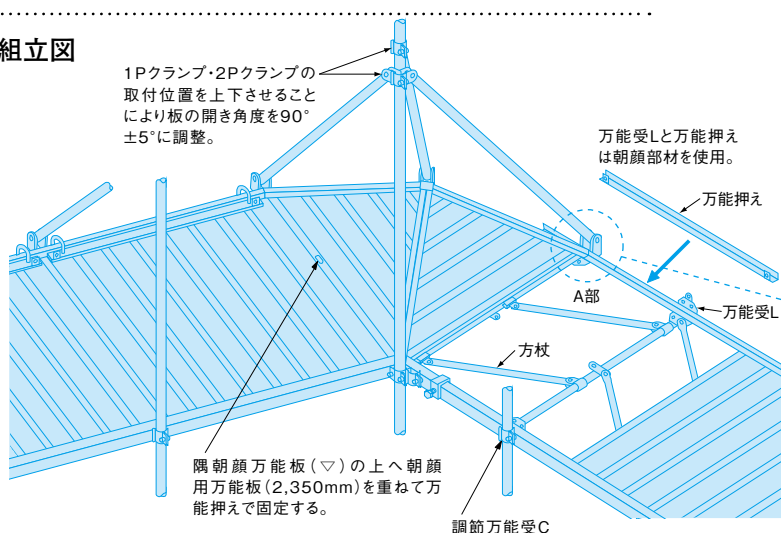 組立図
1Pクランプ・2Pクランプの
取付位置を上下させること
により板の開き角度を90°
±5°に調整。
万能受Lと万能押え
は朝顔部材を使用。
万能押え
A部
万能受L
方杖
隅朝顔万能板(▽)の上へ朝顔
用万能板(2,350mm)を重ねて万
能押えで固定する。
調節万能受C